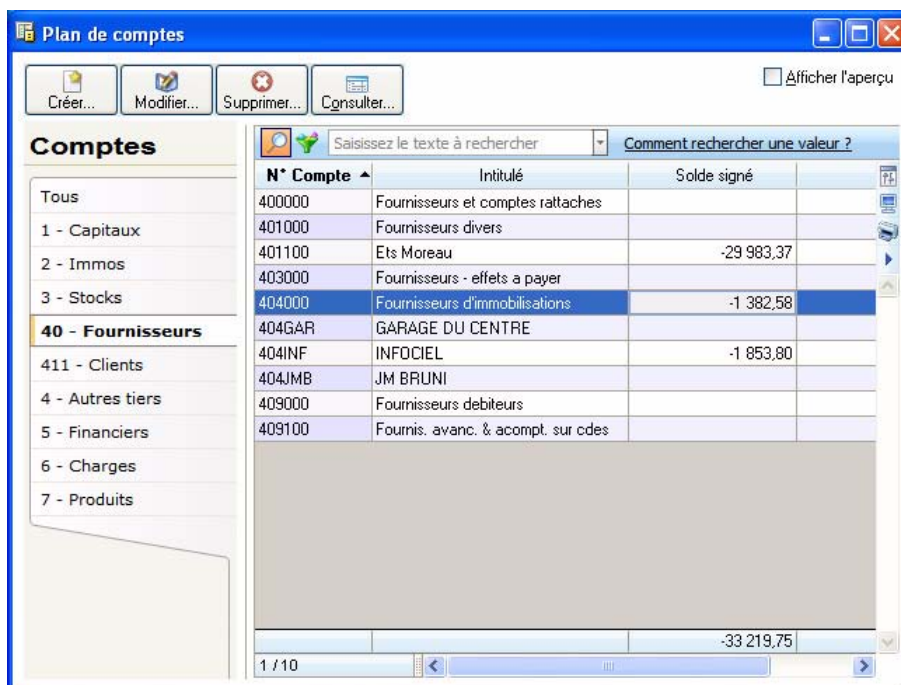 Plan de comptes
Créer...
Modifier...
Supprimer...
Consulter...
Afficher l'aperçu
Comptes
Tous
1 - Capitaux
2 - Immos
3 - Stocks
40 - Fournisseurs
411 - Clients
4 - Autres tiers
5 - Financiers
6 - Charges
7 - Produits
Saisissez le texte à rechercher
Comment rechercher une valeur ?
N° Compte Intitulé Solde signé
400000 Fournisseurs et comptes rattaches
401000 Fournisseurs divers
401100 Ets Moreau -29 983,37
403000 Fournisseurs - effets a payer
404000 Fournisseurs d'immobilisations -1 382,58
404GAR GARAGE DU CENTRE
404INF INFOCIEL -1 853,80
404JMB JM BRUNI
409000 Fournisseurs debiteurs
409100 Fournis. avanc. & acompt. sur cdes
-33 219,75
1 / 10